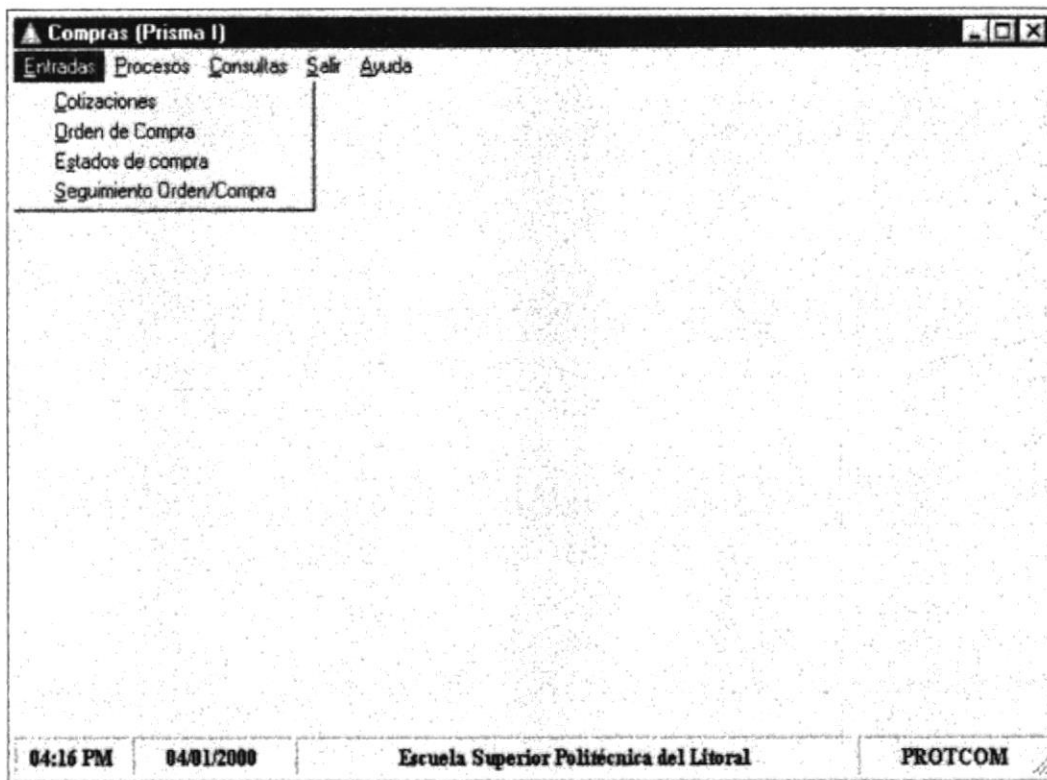 Compras (Prisma I)
Entradas Procesos Consultas Salir Ayuda
Cotizaciones
Orden de Compra
Estados de compra
Seguimiento Orden/Compra
04:16 PM 04/01/2000 Escuela Superior Politécnica del Litoral PROTCOM